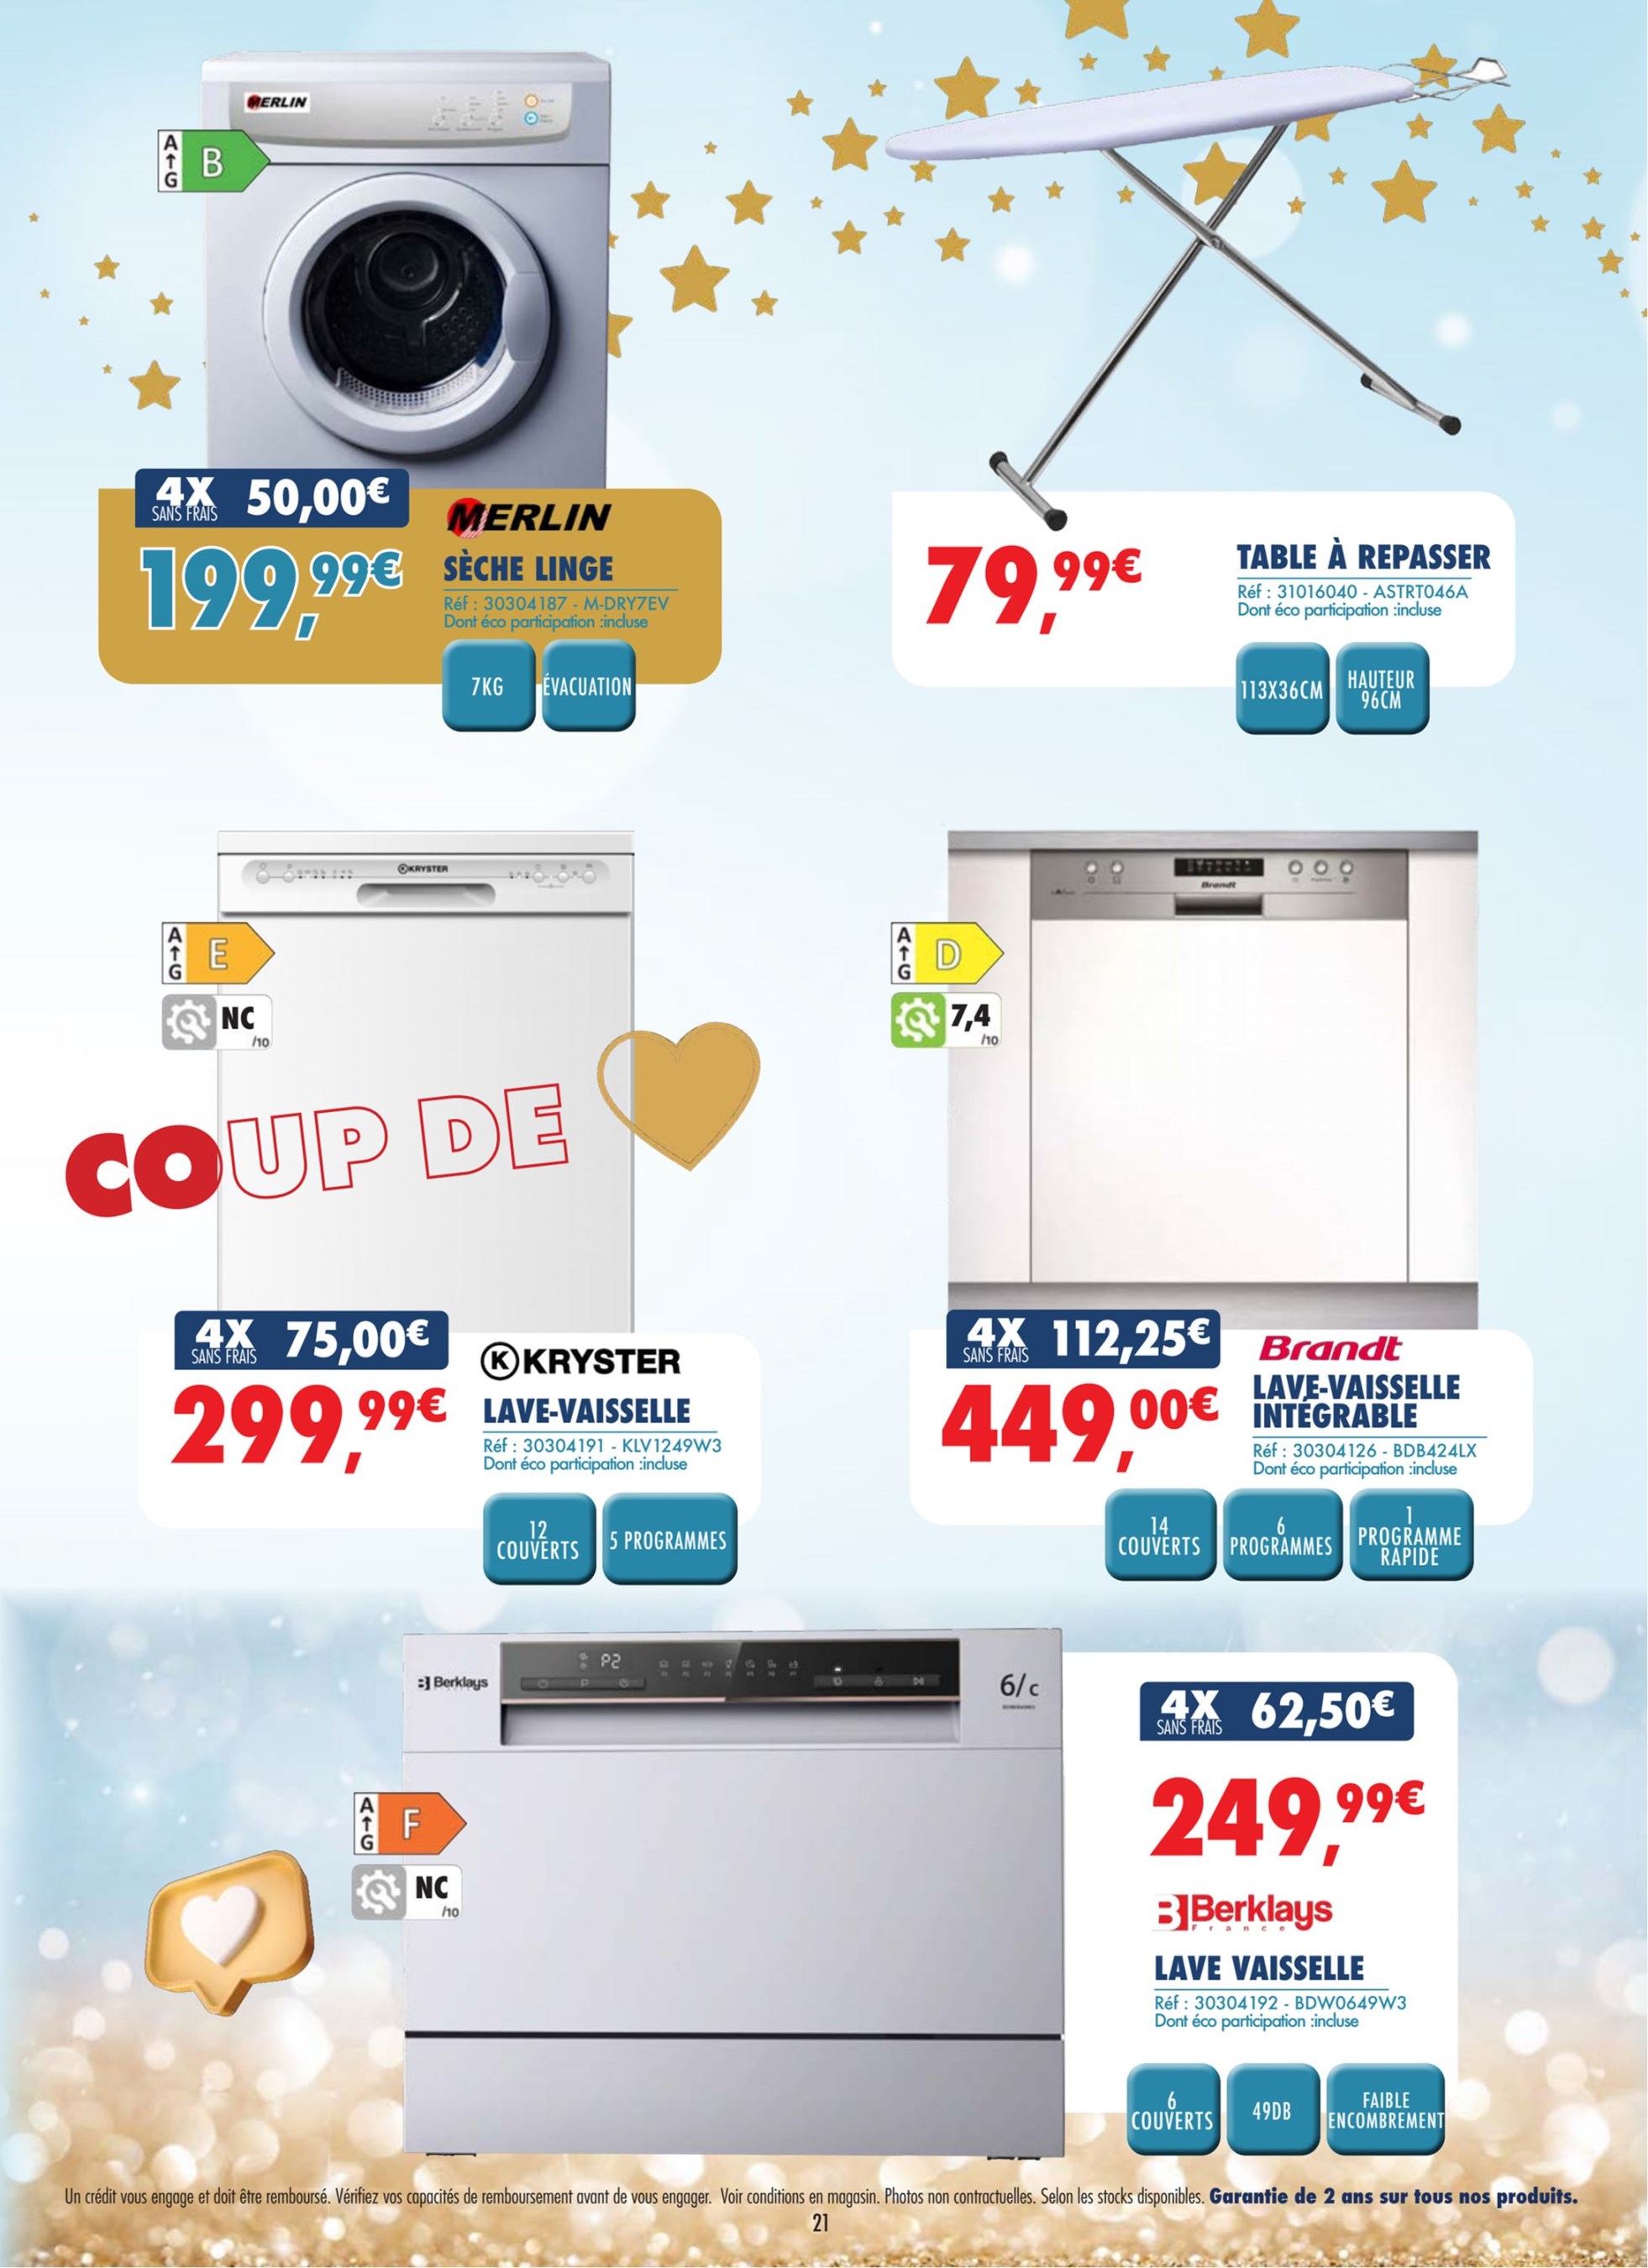 MERLIN
A
G
B
4X
SANS FRAIS
50,00€
199,99€
MERLIN
SÈCHE LINGE
Réf : 30304187 - M-DRY7EV
Dont éco participation :incluse
7KG
ÉVACUATION
79,99€
TABLE À REPASSER
Réf : 31016040 - ASTRT046A
Dont éco participation :incluse
113X36CM
HAUTEUR
96CM
KRYSTER
A
G
E
NC
/10
COUP DE
4X
SANS FRAIS
75,00€
299,99€
KRYSTER
LAVE-VAISSELLE
Réf : 30304191 - KLV1249W3
Dont éco participation :incluse
12
COUVERTS
5 PROGRAMMES
Brandt
A
G
D
7,4
/10
4X
SANS FRAIS
112,25€
449,00€
Brandt
LAVE-VAISSELLE
INTÉGRABLE
Réf : 30304126 - BDB424LX
Dont éco participation :incluse
14
COUVERTS
6
PROGRAMMES
1
PROGRAMME
RAPIDE
Berklays
P2
6/c
A
G
F
NC
/10
4X
SANS FRAIS
62,50€
249,99€
Berklays
France
LAVE VAISSELLE
Réf : 30304192 - BDW0649W3
Dont éco participation :incluse
6
COUVERTS
49DB
FAIBLE
ENCOMBREMENT
Un crédit vous engage et doit être remboursé. Vérifiez vos capacités de remboursement avant de vous engager. Voir conditions en magasin. Photos non contractuelles. Selon les stocks disponibles. Garantie de 2 ans sur tous nos produits.
21